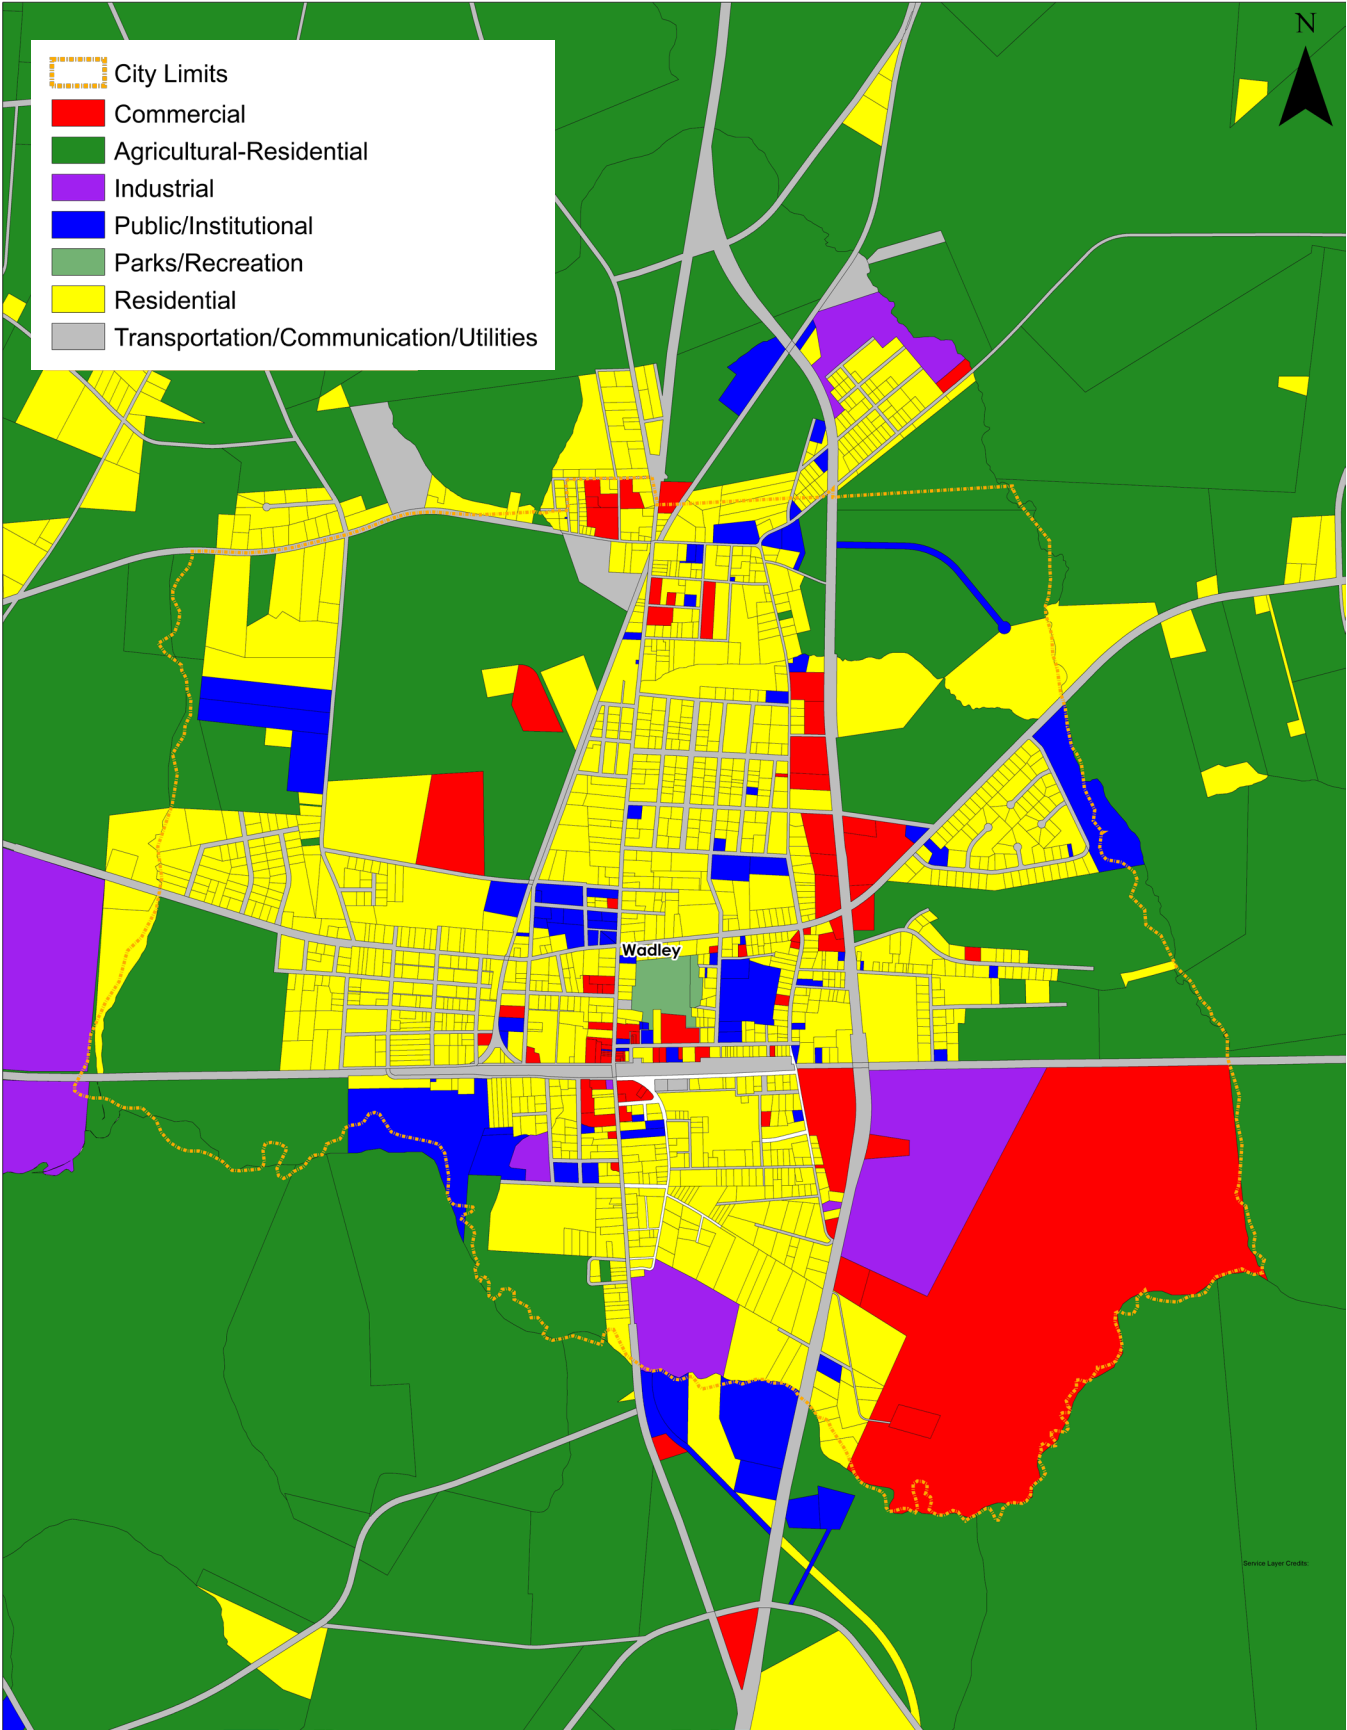 N
City Limits
Commercial
Agricultural-Residential
Industrial
Public/Institutional
Parks/Recreation
Residential
Transportation/Communication/Utilities
Wadley
Service Layer Credits: